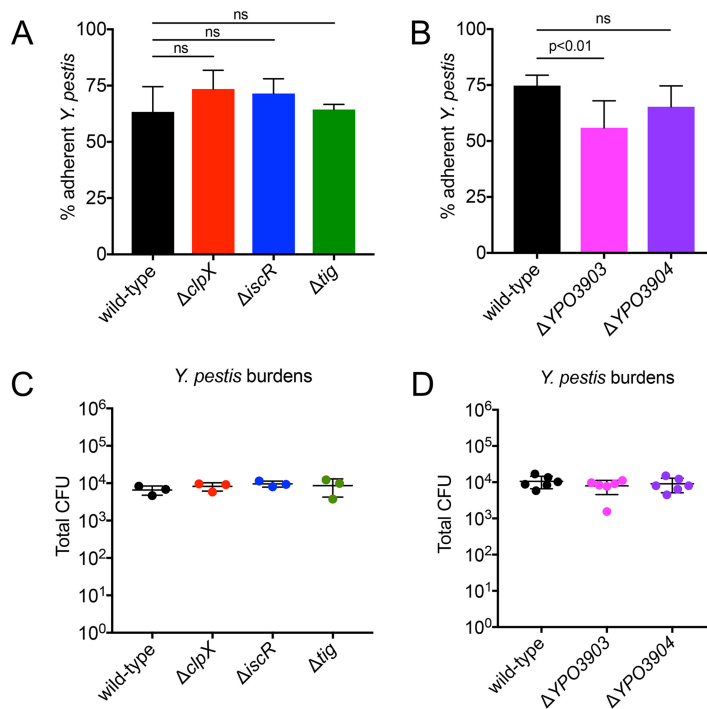 A
ns
ns
ns
% adherent Y. pestis
100
75
50
25
0
wild-type
ΔclpX
ΔiscR
Δtig
B
ns
p<0.01
% adherent Y. pestis
100
75
50
25
0
wild-type
ΔYPO3903
ΔYPO3904
C
Y. pestis burdens
Total CFU
10⁶
10⁵
10⁴
10³
10²
10¹
10⁰
wild-type
ΔclpX
ΔiscR
Δtig
D
Y. pestis burdens
Total CFU
10⁶
10⁵
10⁴
10³
10²
10¹
10⁰
wild-type
ΔYPO3903
ΔYPO3904